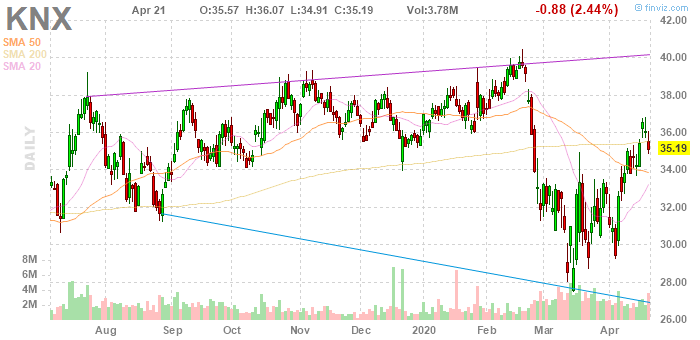 KNX Apr 21 O:35.57 H:36.07 L:34.91 C:35.19 Vol:3.78M -0.88 (2.44%)
© finviz.com
SMA 50
SMA 200
SMA 20
DAILY
42.00
40.00
38.00
36.00
35.19
34.00
32.00
30.00
28.00
26.00
8M
6M
4M
2M
Aug Sep Oct Nov Dec 2020 Feb Mar Apr